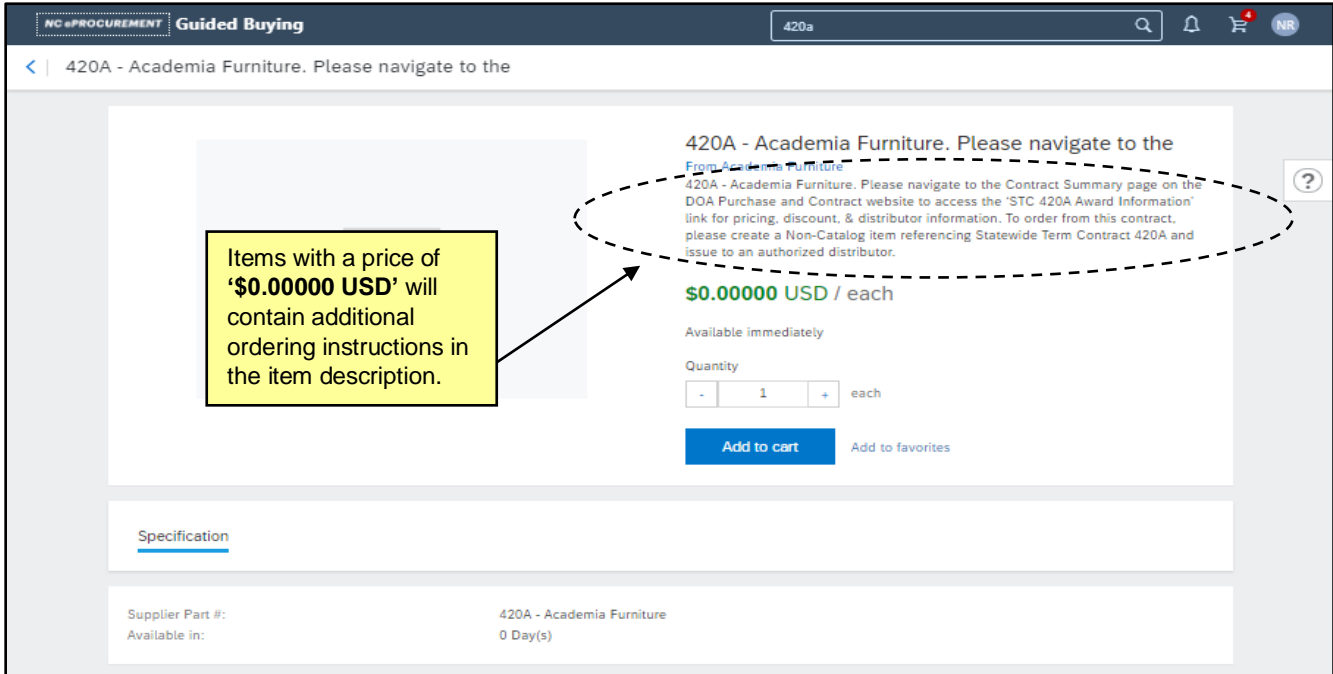 NC ePROCUREMENT Guided Buying
420a
4
NR
420A - Academia Furniture. Please navigate to the
420A - Academia Furniture. Please navigate to the
From Academia Furniture
420A - Academia Furniture. Please navigate to the Contract Summary page on the
DOA Purchase and Contract website to access the ‘STC 420A Award Information’
link for pricing, discount, & distributor information. To order from this contract,
please create a Non-Catalog item referencing Statewide Term Contract 420A and
issue to an authorized distributor.
?
Items with a price of
‘$0.00000 USD’ will
contain additional
ordering instructions in
the item description.
$0.00000 USD / each
Available immediately
Quantity
- 1 + each
Add to cart Add to favorites
Specification
Supplier Part #: 420A - Academia Furniture
Available in: 0 Day(s)